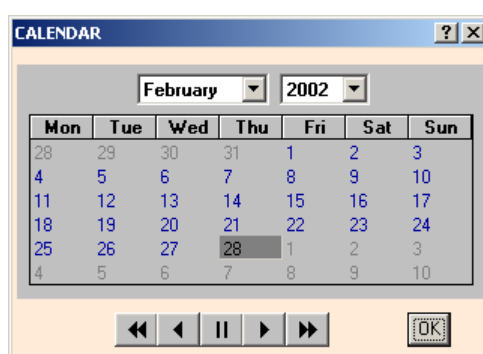 CALENDAR ?
February 2002
Mon Tue Wed Thu Fri Sat Sun
28 29 30 31 1 2 3
4 5 6 7 8 9 10
11 12 13 14 15 16 17
18 19 20 21 22 23 24
25 26 27 28 1 2 3
4 5 6 7 8 9 10
OK